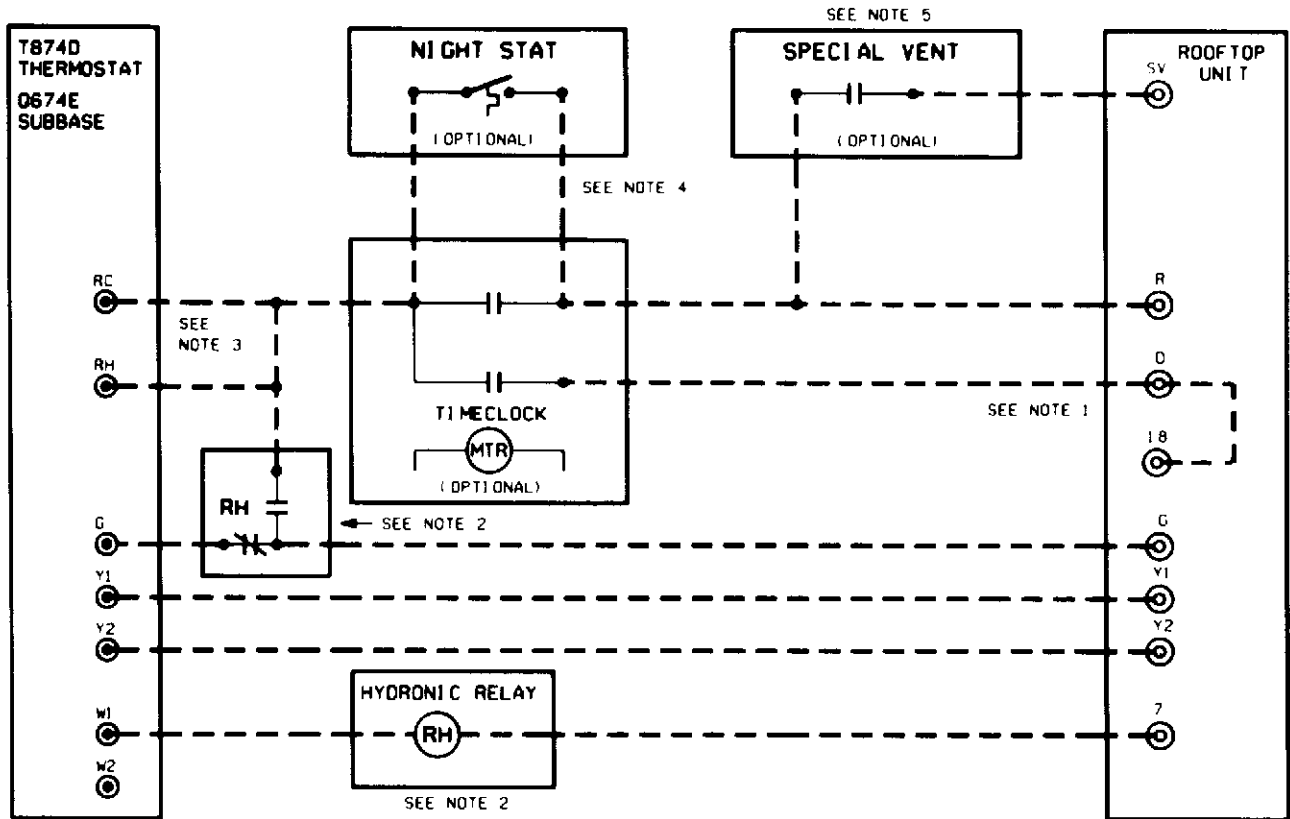 T874D
THERMOSTAT
Q674E
SUBBASE
NIGHT STAT
(OPTIONAL)
SEE NOTE 5
SPECIAL VENT
(OPTIONAL)
ROOFTOP
UNIT
SV
SEE NOTE 4
RC
SEE
NOTE 3
RH
R
D
SEE NOTE 1
18
TIMECLOCK
MTR
(OPTIONAL)
RH
SEE NOTE 2
G
G
Y1
Y1
Y2
Y2
HYDRONIC RELAY
W1
RH
7
W2
SEE NOTE 2